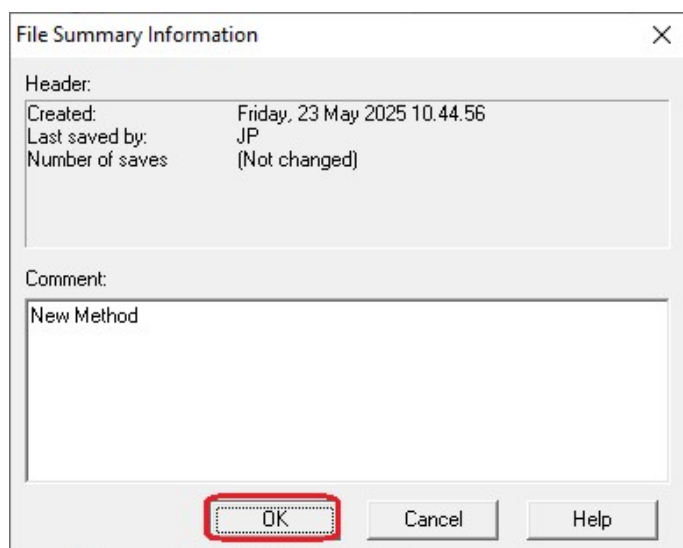 File Summary Information
Header:
Created: Friday, 23 May 2025 10.44.56
Last saved by: JP
Number of saves (Not changed)
Comment:
New Method
OK Cancel Help